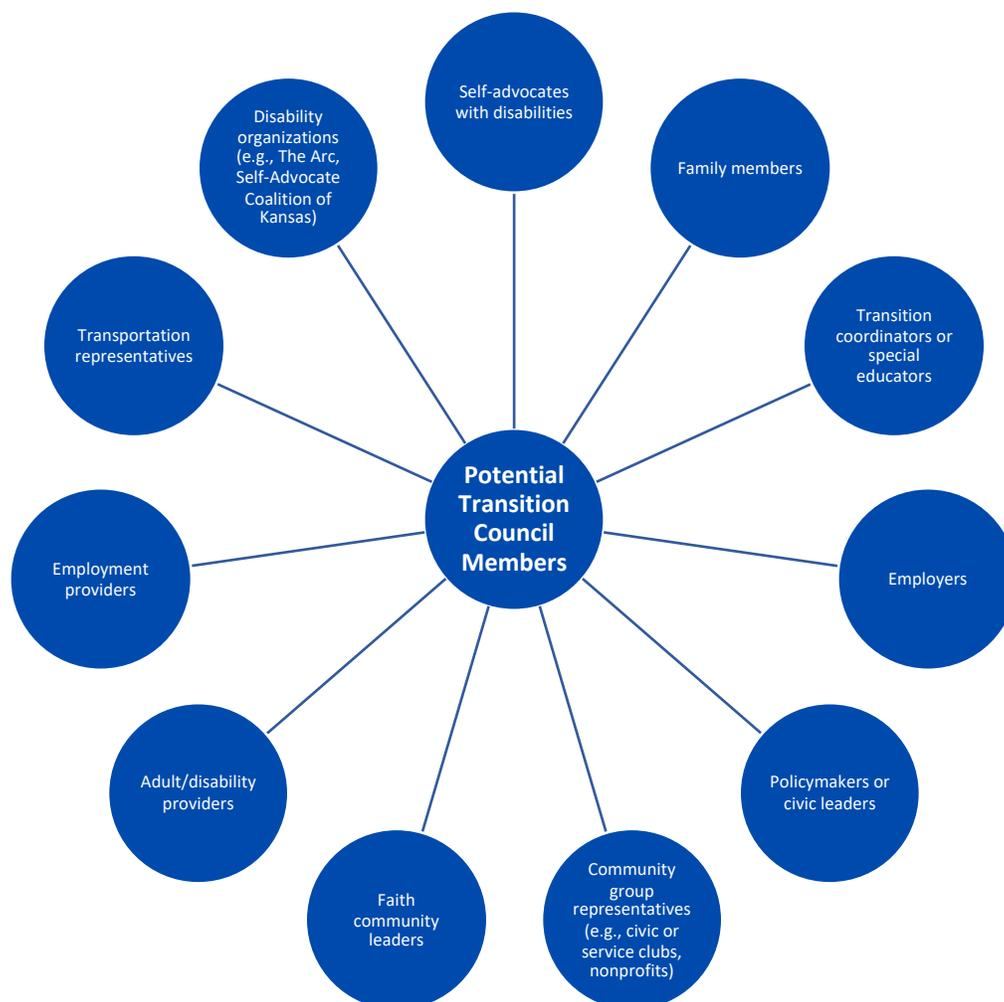 Self-advocates
with disabilities
Family members
Transition
coordinators or
special
educators
Employers
Policymakers or
civic leaders
Community
group
representatives
(e.g., civic or
service clubs,
nonprofits)
Faith
community
leaders
Adult/disability
providers
Employment
providers
Transportation
representatives
Disability
organizations
(e.g., The Arc,
Self-Advocate
Coalition of
Kansas)
Potential
Transition
Council
Members